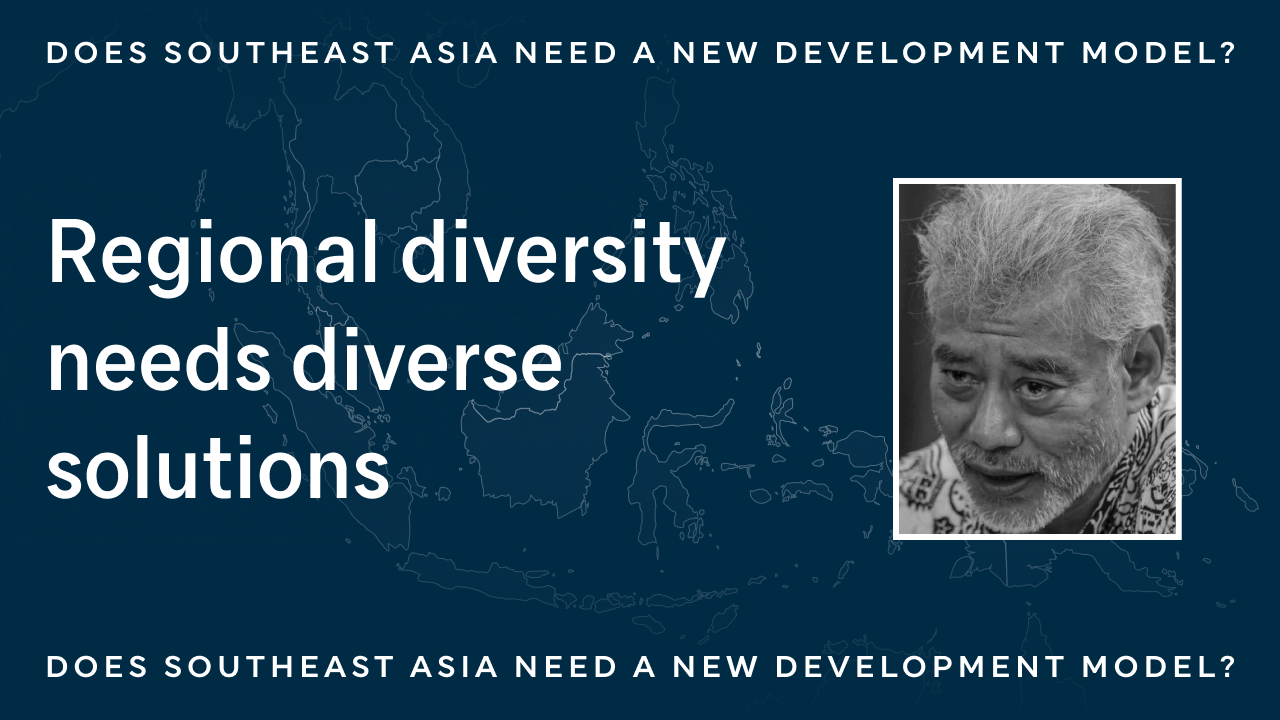 DOES SOUTHEAST ASIA NEED A NEW DEVELOPMENT MODEL?
Regional diversity
needs diverse
solutions
DOES SOUTHEAST ASIA NEED A NEW DEVELOPMENT MODEL?